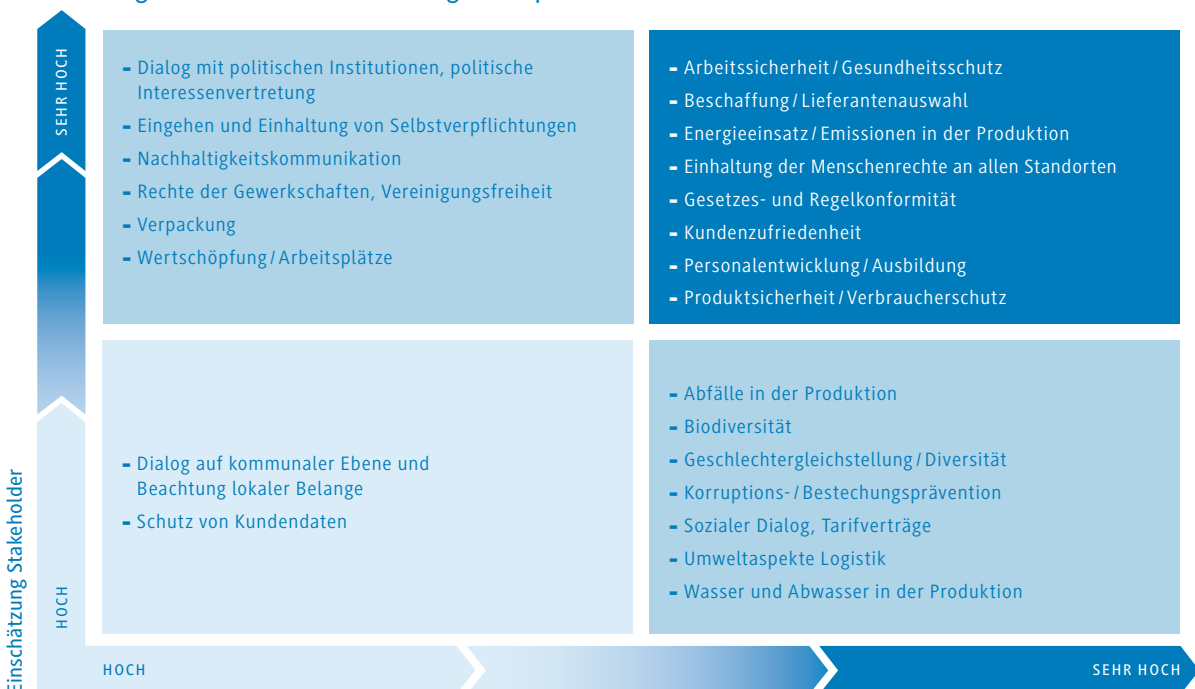 SEHR HOCH
- Dialog mit politischen Institutionen, politische
Interessenvertretung
- Eingehen und Einhaltung von Selbstverpflichtungen
- Nachhaltigkeitskommunikation
- Rechte der Gewerkschaften, Vereinigungsfreiheit
- Verpackung
- Wertschöpfung / Arbeitsplätze
- Arbeitssicherheit / Gesundheitsschutz
- Beschaffung / Lieferantenauswahl
- Energieeinsatz / Emissionen in der Produktion
- Einhaltung der Menschenrechte an allen Standorten
- Gesetzes- und Regelkonformität
- Kundenzufriedenheit
- Personalentwicklung / Ausbildung
- Produktsicherheit / Verbraucherschutz
- Dialog auf kommunaler Ebene und
Beachtung lokaler Belange
- Schutz von Kundendaten
- Abfälle in der Produktion
- Biodiversität
- Geschlechtergleichstellung / Diversität
- Korruptions- / Bestechungsprävention
- Sozialer Dialog, Tarifverträge
- Umweltaspekte Logistik
- Wasser und Abwasser in der Produktion
Einschätzung Stakeholder
HOCH
HOCH
SEHR HOCH